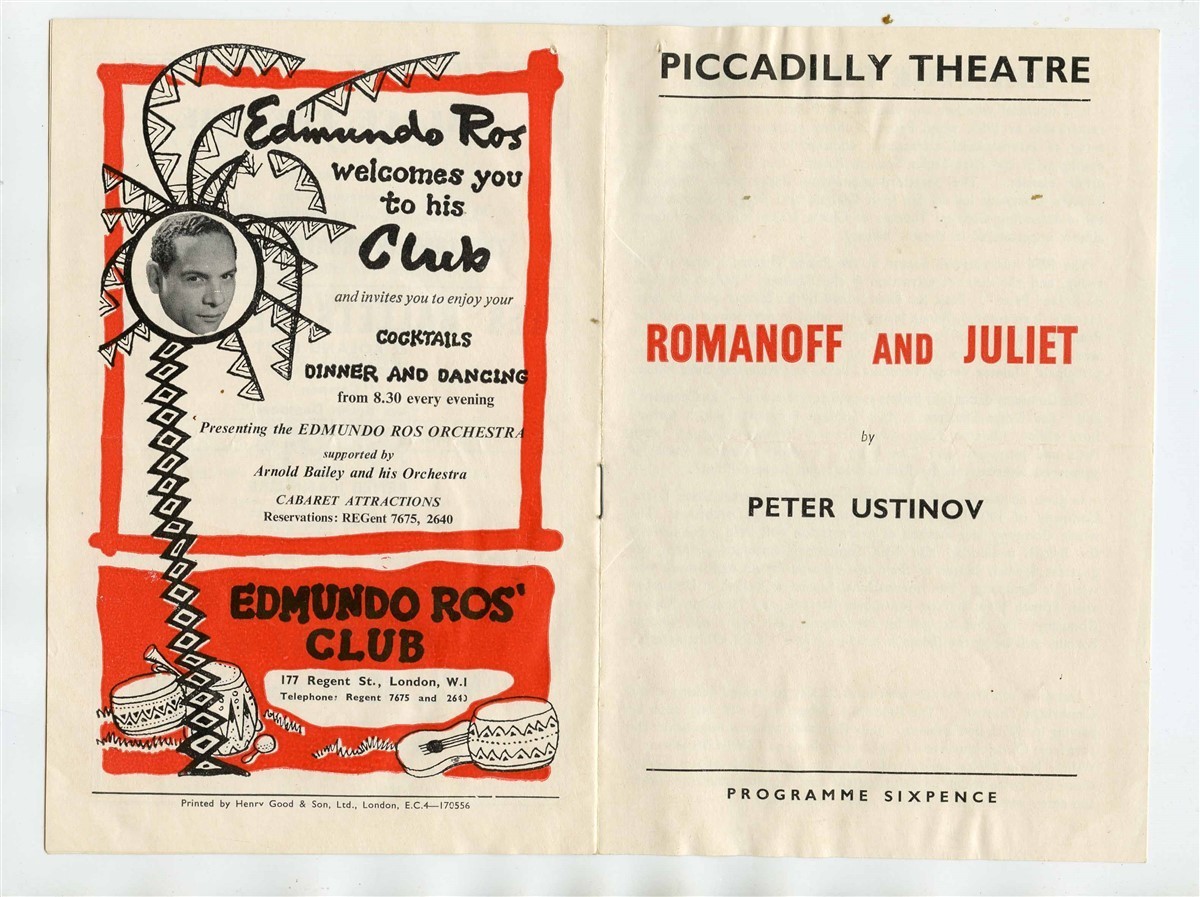 Edmundo Ros
welcomes you
to his
Club
and invites you to enjoy your
COCKTAILS
DINNER AND DANCING
from 8.30 every evening
Presenting the EDMUNDO ROS ORCHESTRA
supported by
Arnold Bailey and his Orchestra
CABARET ATTRACTIONS
Reservations: REGent 7675, 2640
EDMUNDO ROS'
CLUB
177 Regent St., London, W.1
Telephone: Regent 7675 and 2640
Printed by Henry Good & Son, Ltd., London, E.C.4—170556
PICCADILLY THEATRE
ROMANOFF AND JULIET
by
PETER USTINOV
PROGRAMME SIXPENCE